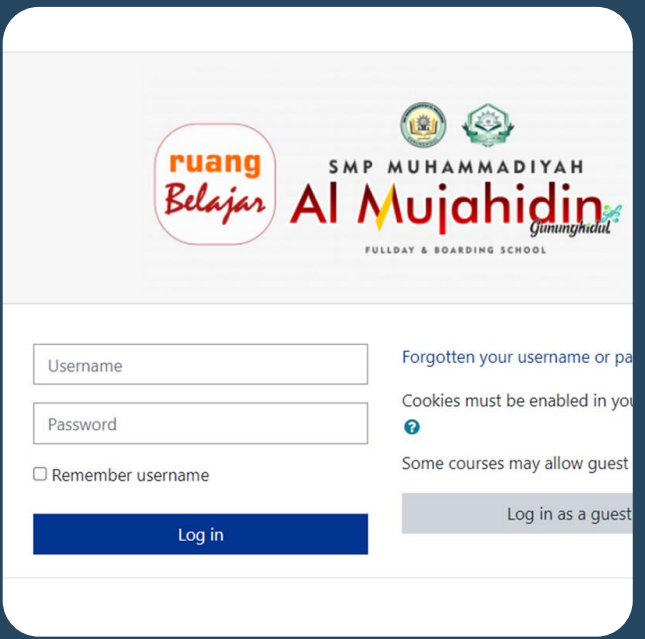 ruang
Belajar
SMP MUHAMMADIYAH
Al Mujahidin
Gunungkidul
FULLDAY & BOARDING SCHOOL
Username
Password
Remember username
Log in
Forgotten your username or pa
Cookies must be enabled in you
?
Some courses may allow guest
Log in as a guest